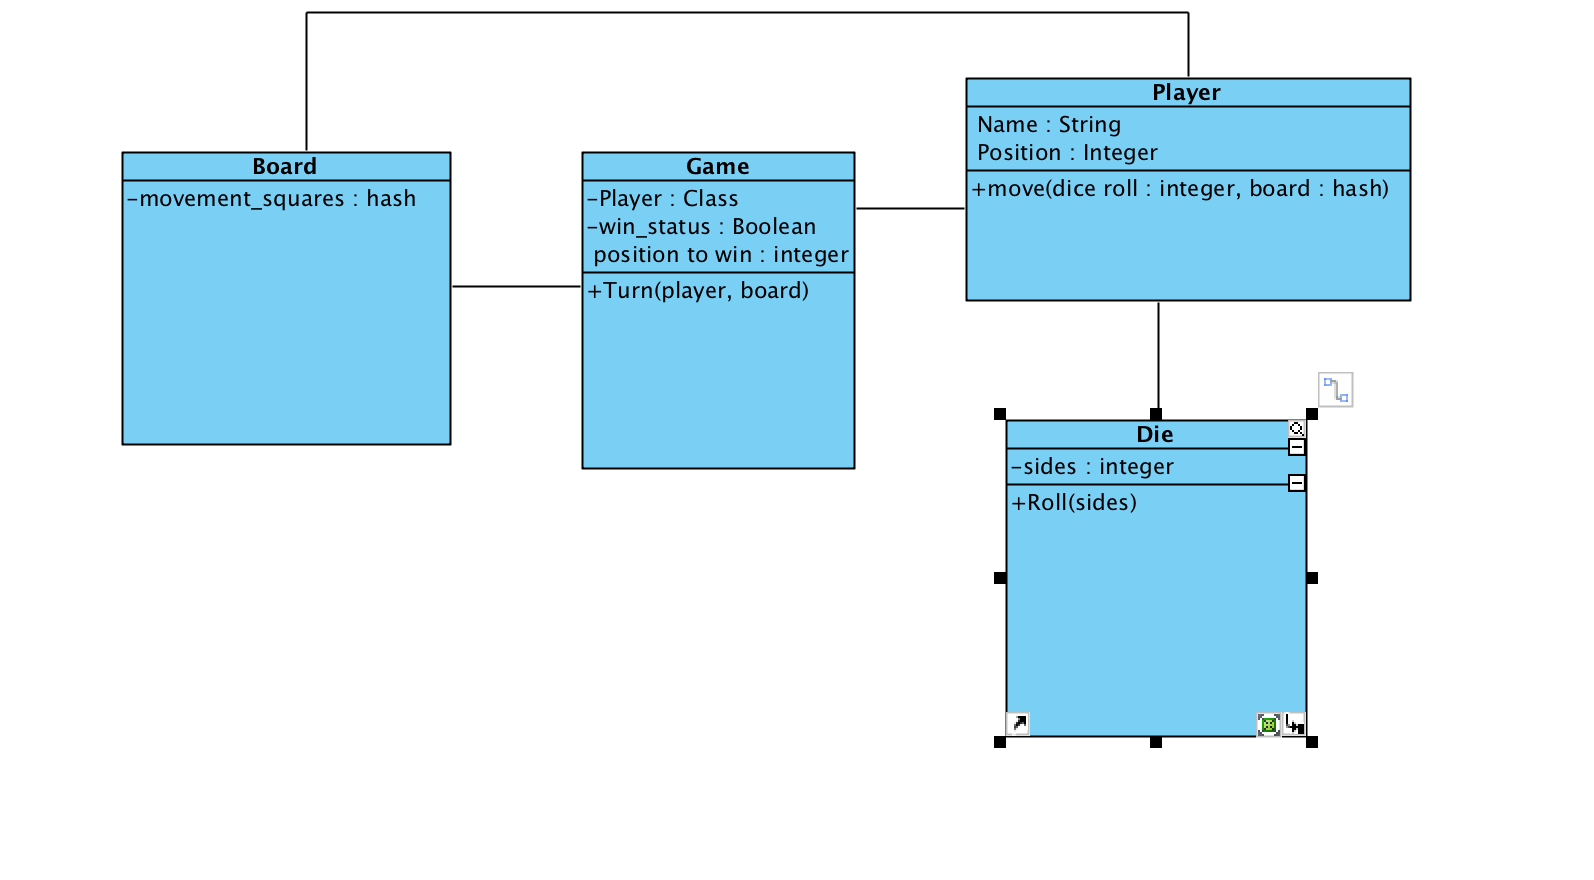 Board
-movement_squares : hash
Game
-Player : Class
-win_status : Boolean
position to win : integer
+Turn(player, board)
Player
Name : String
Position : Integer
+move(dice roll : integer, board : hash)
Die
-sides : integer
+Roll(sides)